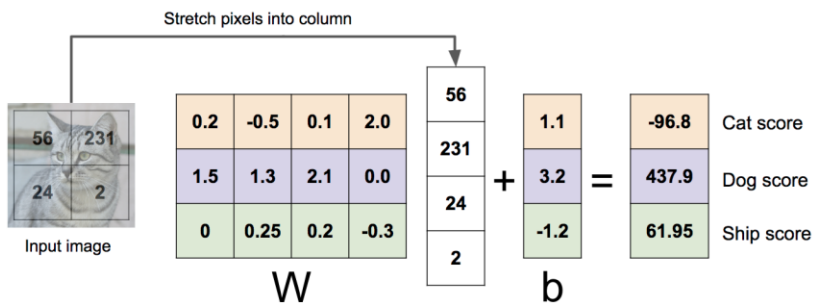 Stretch pixels into column
56 231
24 2
Input image
0.2 -0.5 0.1 2.0
1.5 1.3 2.1 0.0
0 0.25 0.2 -0.3
W
56
231
24
2
+
1.1
3.2
-1.2
b
=
-96.8 Cat score
437.9 Dog score
61.95 Ship score